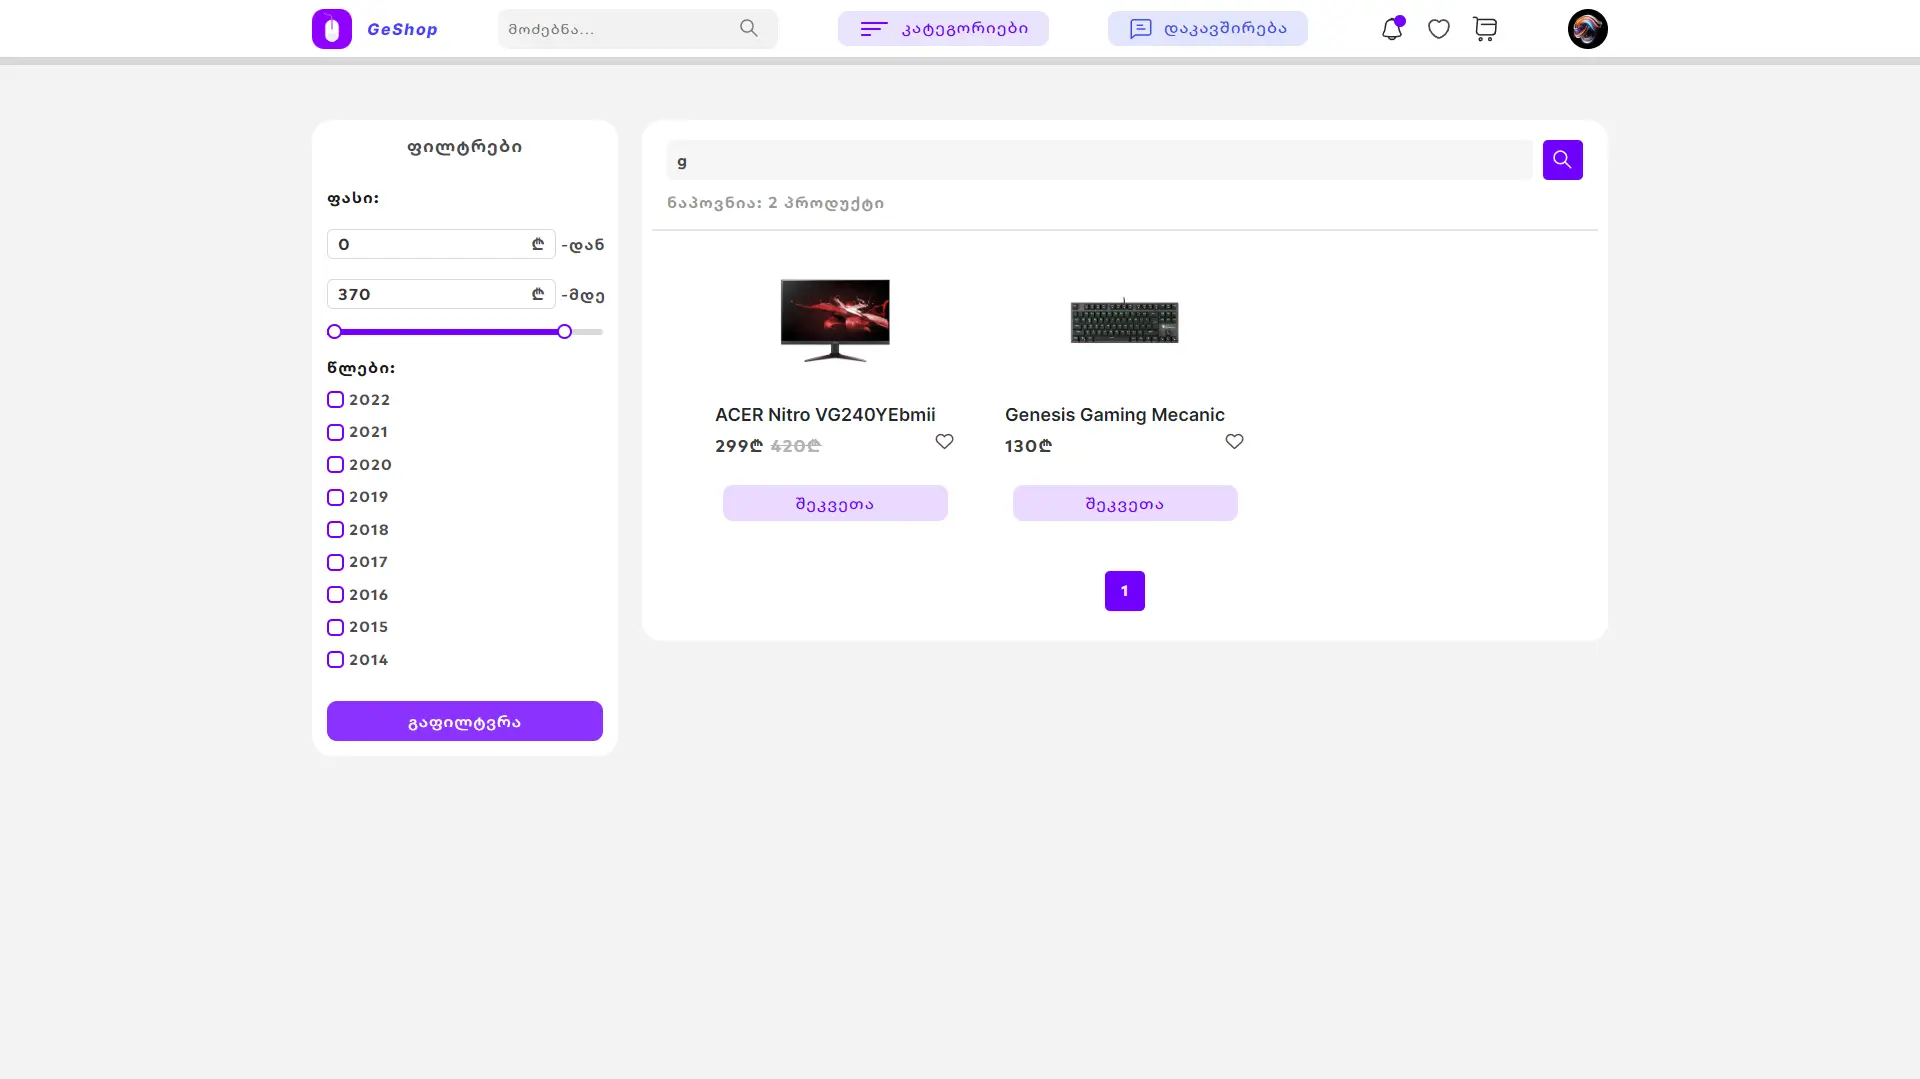 GeShop
მოძებნა...
კატეგორიები
დაკავშირება
ფილტრები
ფასი:
0 ₾ -დან
370 ₾ -მდე
წლები:
2022
2021
2020
2019
2018
2017
2016
2015
2014
გაფილტვრა
g
ნაპოვნია: 2 პროდუქტი
ACER Nitro VG240YEbmii
299₾ 420₾
შეკვეთა
Genesis Gaming Mecanic
130₾
შეკვეთა
1